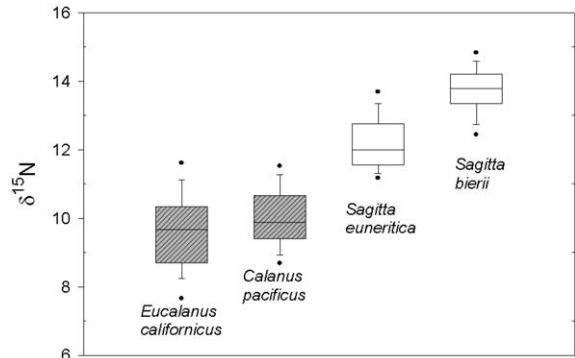 16
14
12
10
8
6
δ¹⁵N
Eucalanus
californicus
Calanus
pacificus
Sagitta
euneritica
Sagitta
bierii